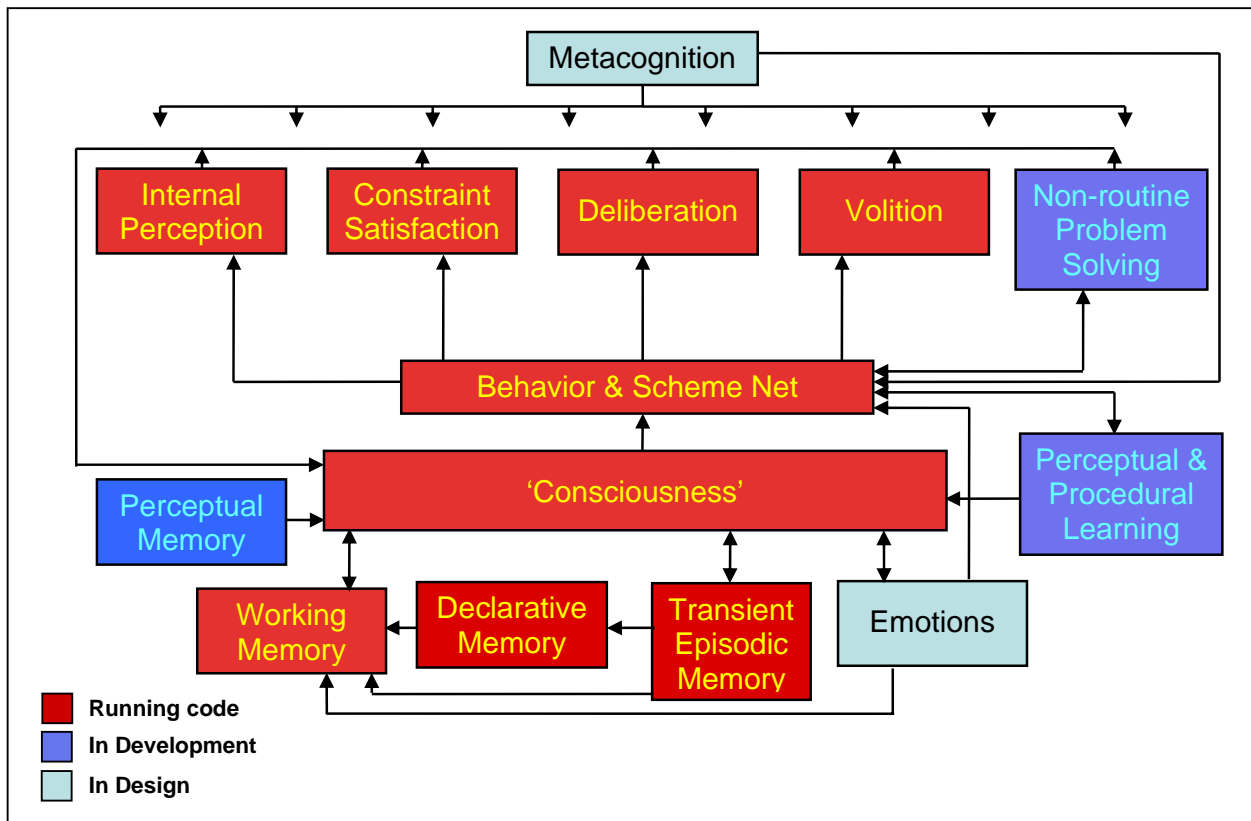 Metacognition
Internal
Perception
Constraint
Satisfaction
Deliberation
Volition
Non-routine
Problem
Solving
Behavior & Scheme Net
‘Consciousness’
Perceptual
Memory
Perceptual &
Procedural
Learning
Working
Memory
Declarative
Memory
Transient
Episodic
Memory
Emotions
Running code
In Development
In Design